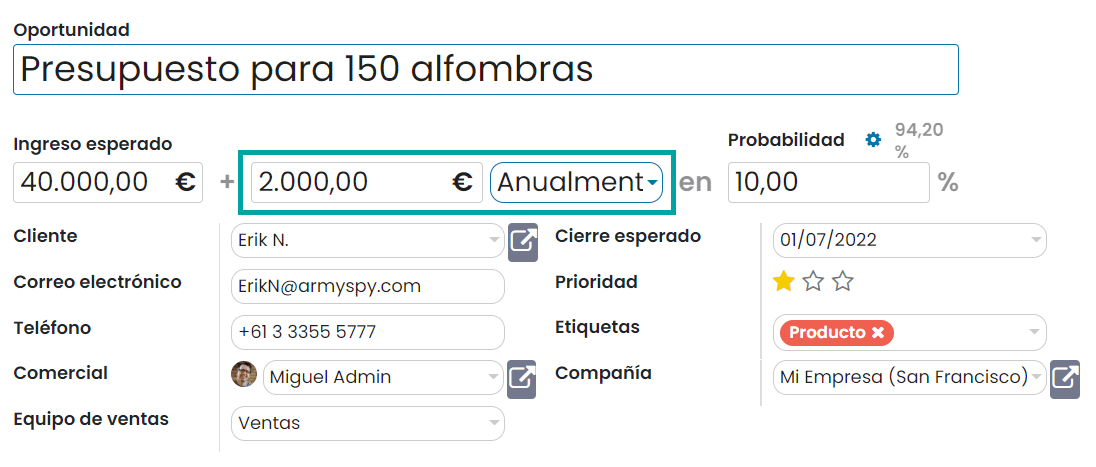 Oportunidad
Presupuesto para 150 alfombras
Ingreso esperado
Probabilidad 94,20
%
40.000,00 € + 2.000,00 € Anualment en 10,00 %
Cliente Erik N. Cierre esperado 01/07/2022
Correo electrónico ErikN@armyspy.com Prioridad
Teléfono +61 3 3355 5777 Etiquetas Producto ✖
Comercial Miguel Admin Compañía Mi Empresa (San Francisco)
Equipo de ventas Ventas